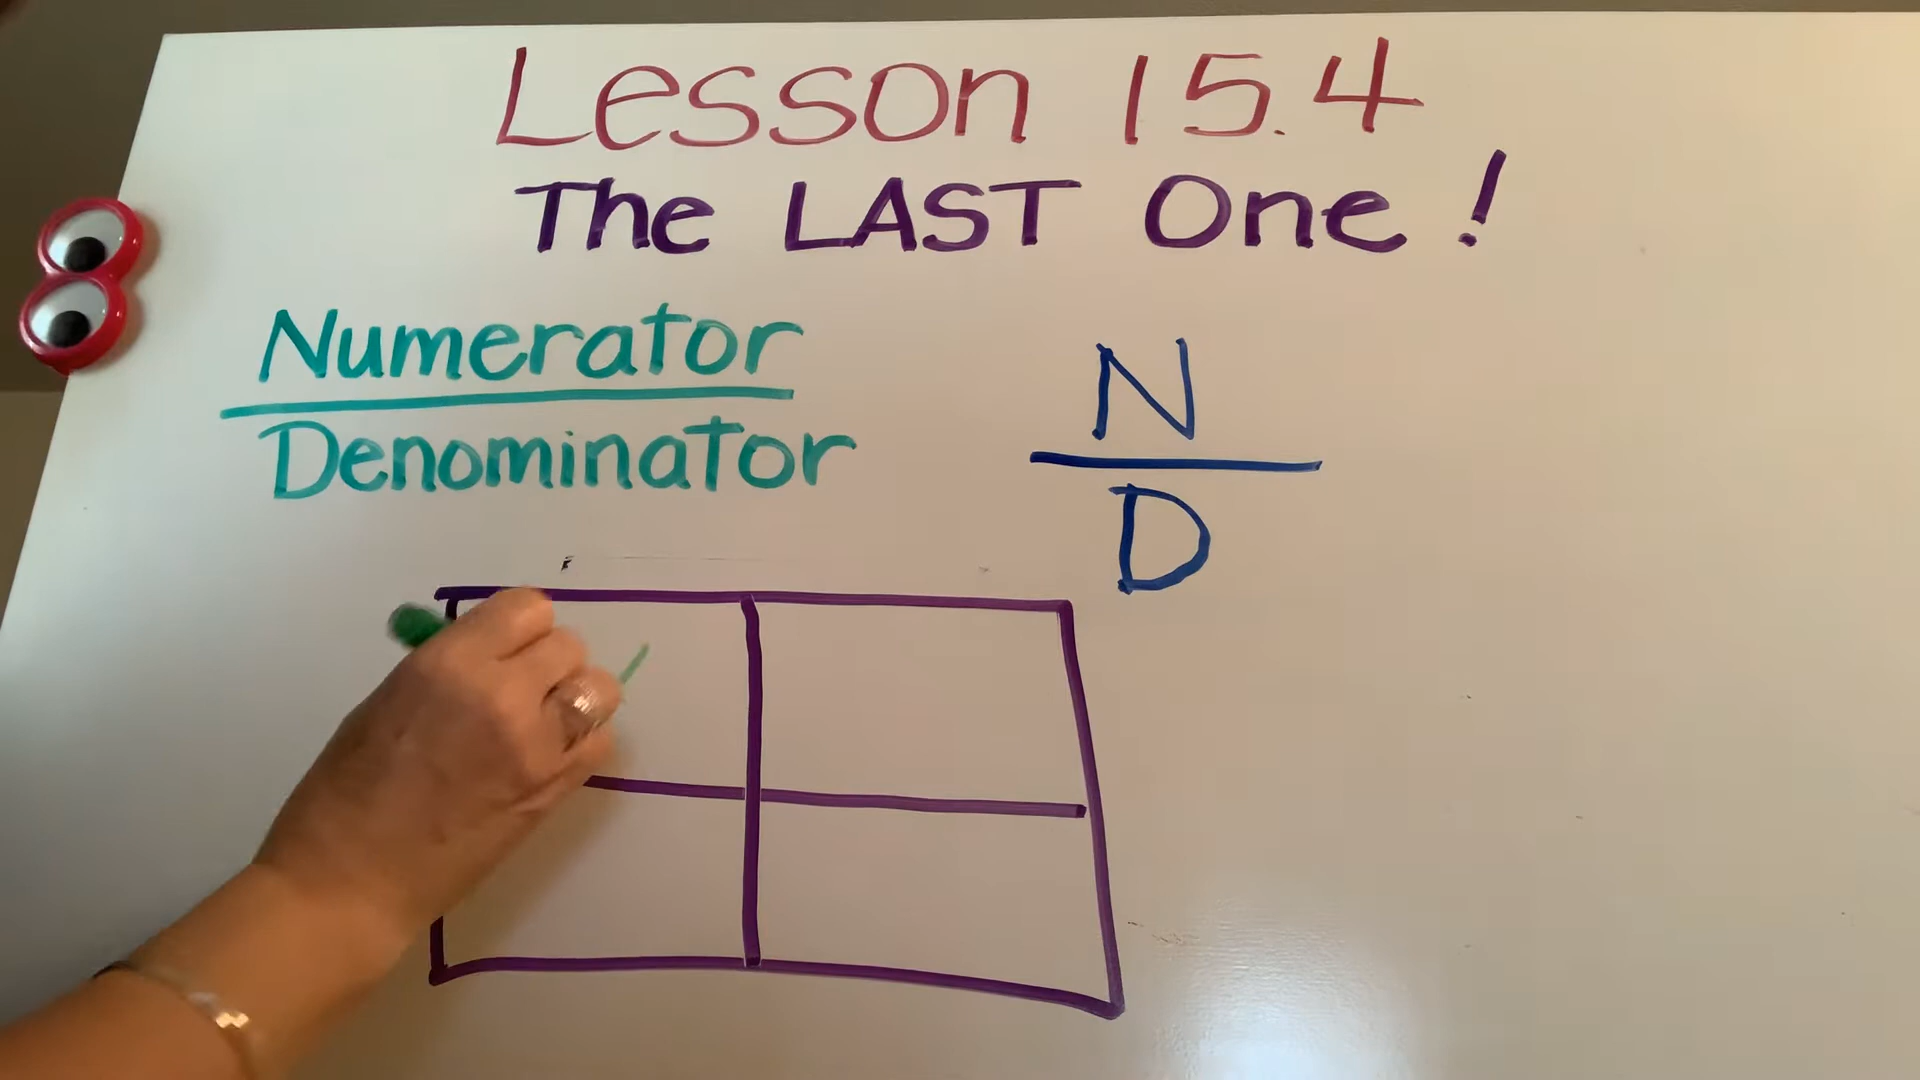 Lesson 15.4
The LAST One!
Numerator
Denominator
N
D